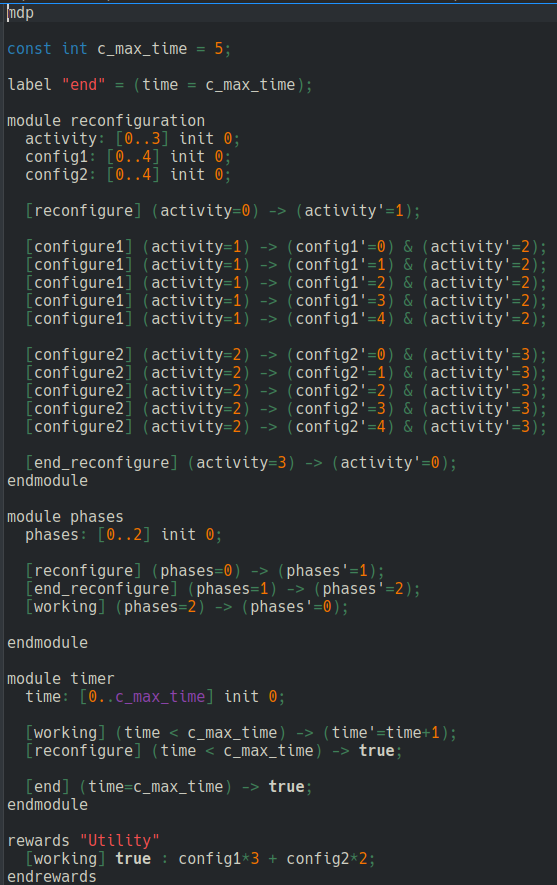 mdp

const int c_max_time = 5;

label "end" = (time = c_max_time);

module reconfiguration
  activity: [0..3] init 0;
  config1: [0..4] init 0;
  config2: [0..4] init 0;

  [reconfigure] (activity=0) -> (activity'=1);

  [configure1] (activity=1) -> (config1'=0) & (activity'=2);
  [configure1] (activity=1) -> (config1'=1) & (activity'=2);
  [configure1] (activity=1) -> (config1'=2) & (activity'=2);
  [configure1] (activity=1) -> (config1'=3) & (activity'=2);
  [configure1] (activity=1) -> (config1'=4) & (activity'=2);

  [configure2] (activity=2) -> (config2'=0) & (activity'=3);
  [configure2] (activity=2) -> (config2'=1) & (activity'=3);
  [configure2] (activity=2) -> (config2'=2) & (activity'=3);
  [configure2] (activity=2) -> (config2'=3) & (activity'=3);
  [configure2] (activity=2) -> (config2'=4) & (activity'=3);

  [end_reconfigure] (activity=3) -> (activity'=0);
endmodule

module phases
  phases: [0..2] init 0;

  [reconfigure] (phases=0) -> (phases'=1);
  [end_reconfigure] (phases=1) -> (phases'=2);
  [working] (phases=2) -> (phases'=0);

endmodule

module timer
  time: [0..c_max_time] init 0;

  [working] (time < c_max_time) -> (time'=time+1);
  [reconfigure] (time < c_max_time) -> true;

  [end] (time=c_max_time) -> true;
endmodule

rewards "Utility"
  [working] true : config1*3 + config2*2;
endrewards